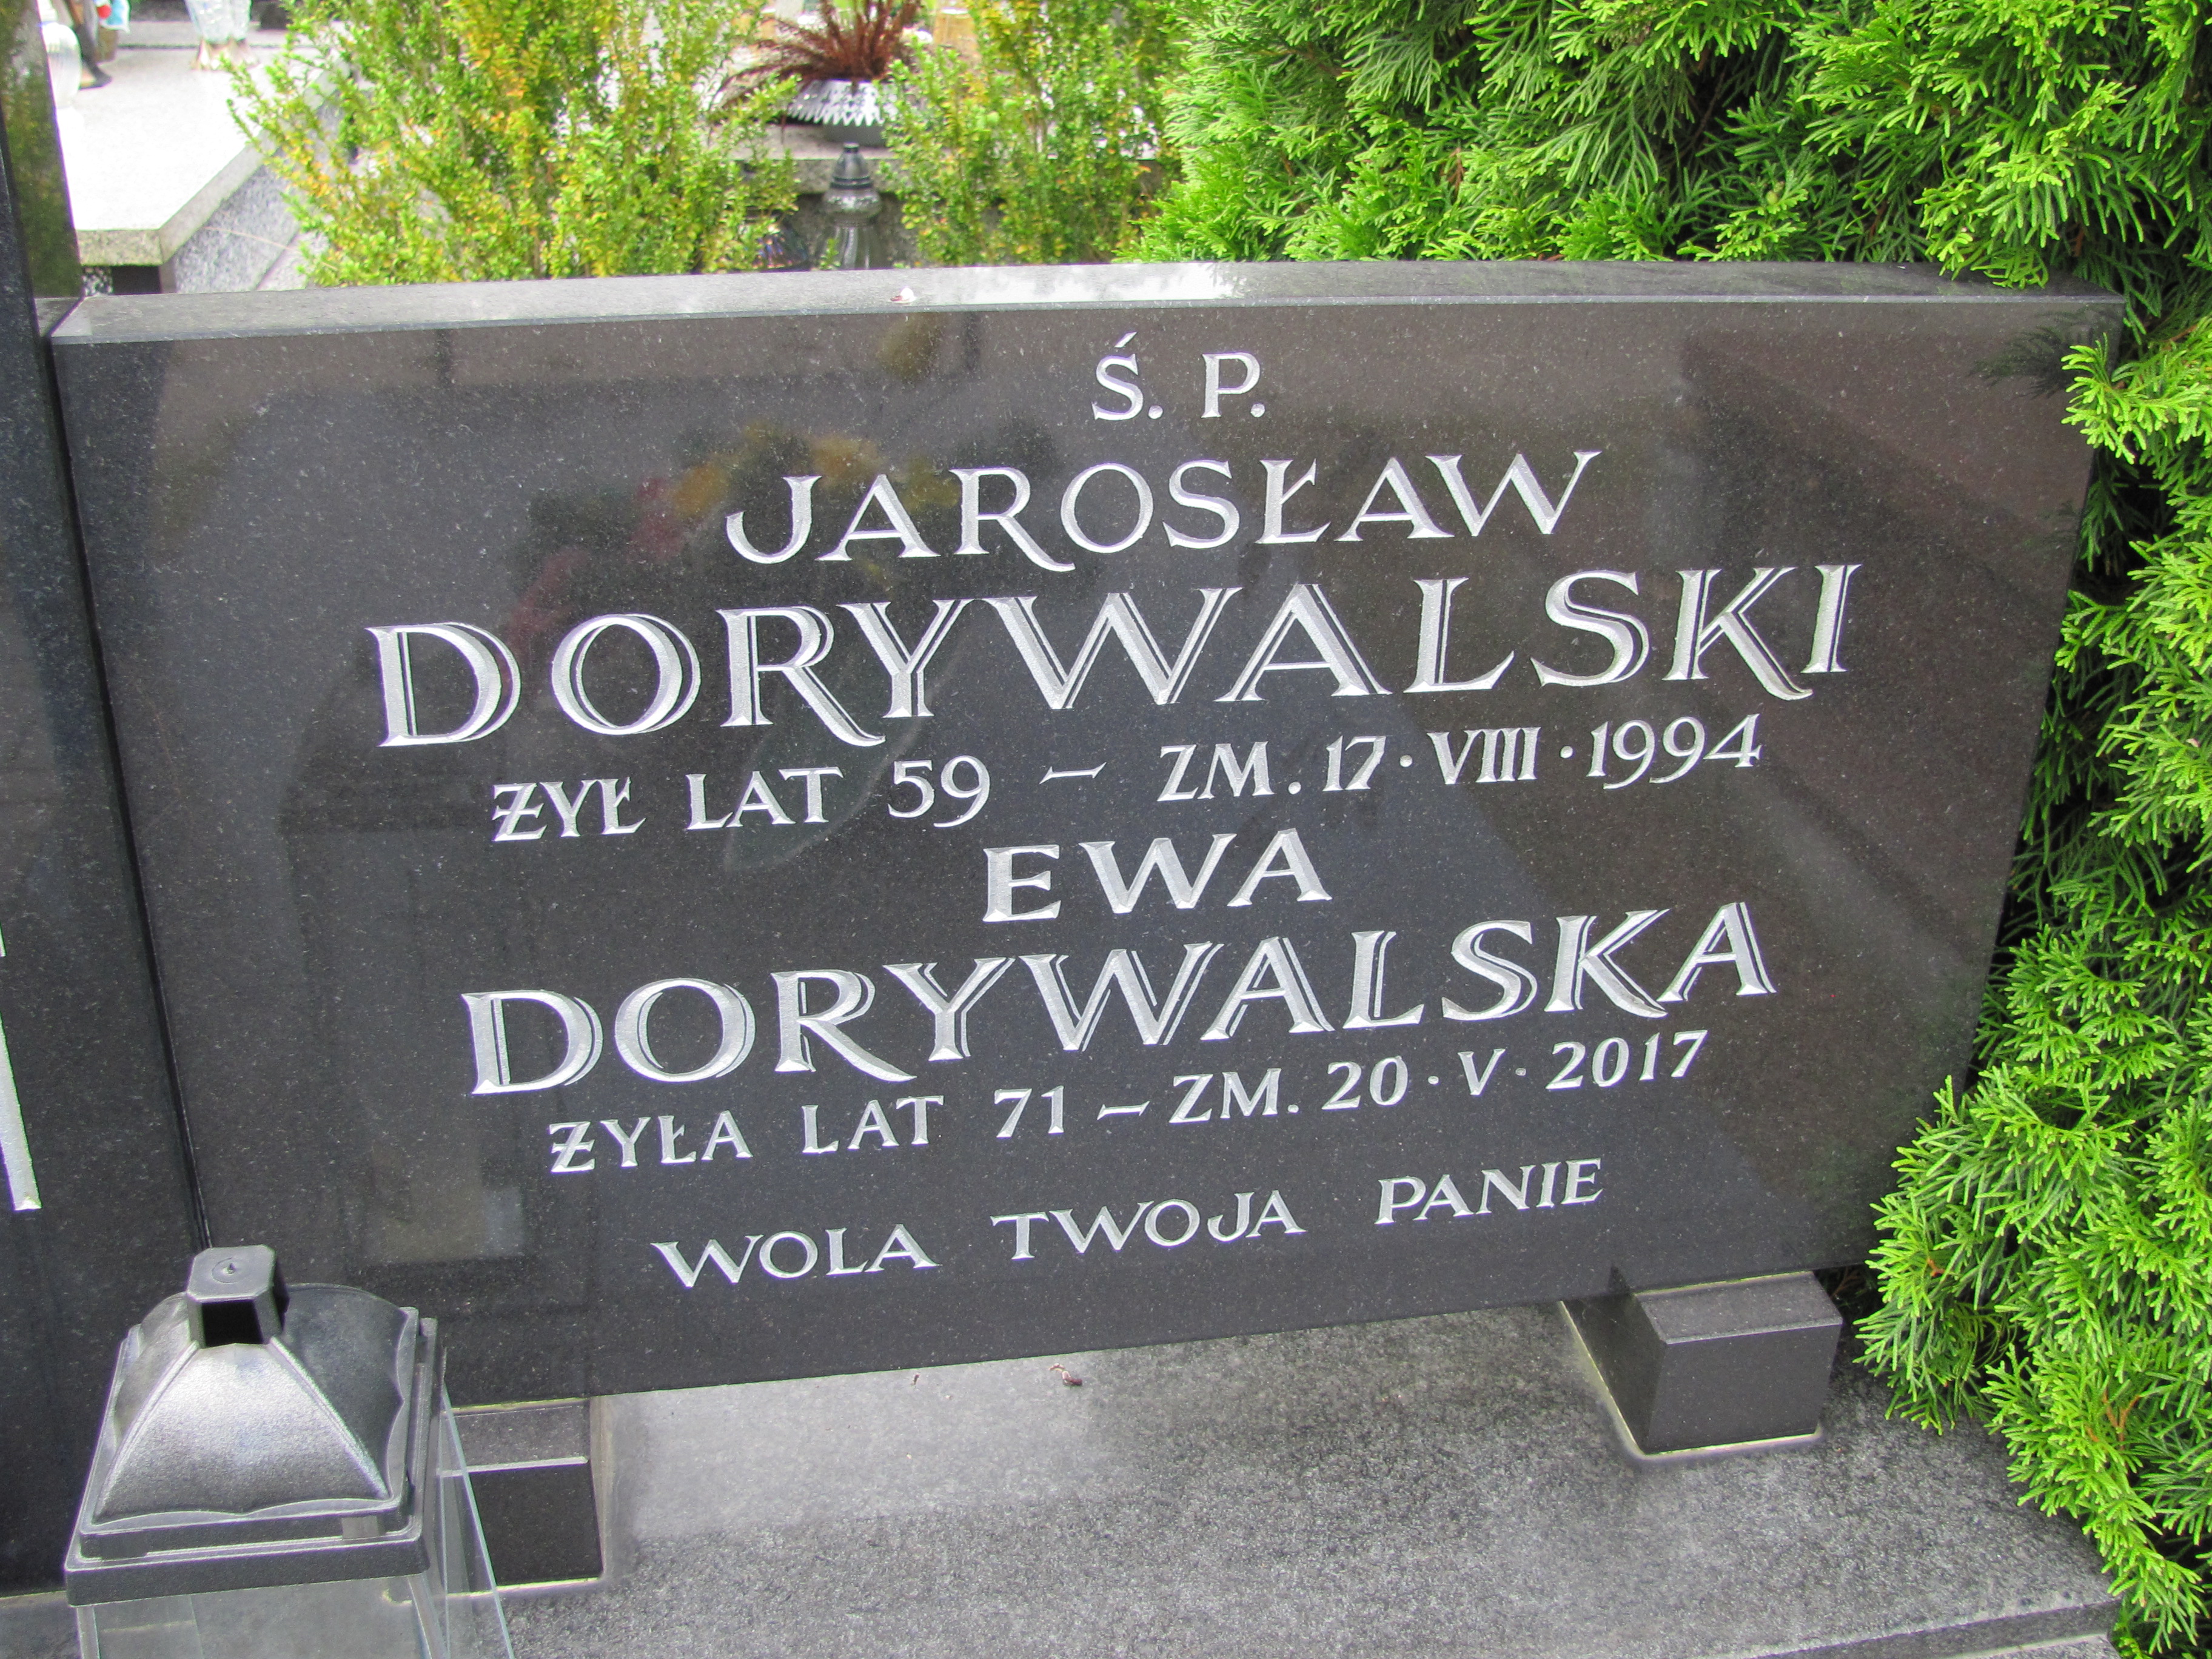 Ś. P.
JAROSŁAW
DORYWALSKI
ŻYŁ LAT 59 – ZM. 17·VIII·1994
EWA
DORYWALSKA
ŻYŁA LAT 71 – ZM. 20·V·2017
WOLA TWOJA PANIE